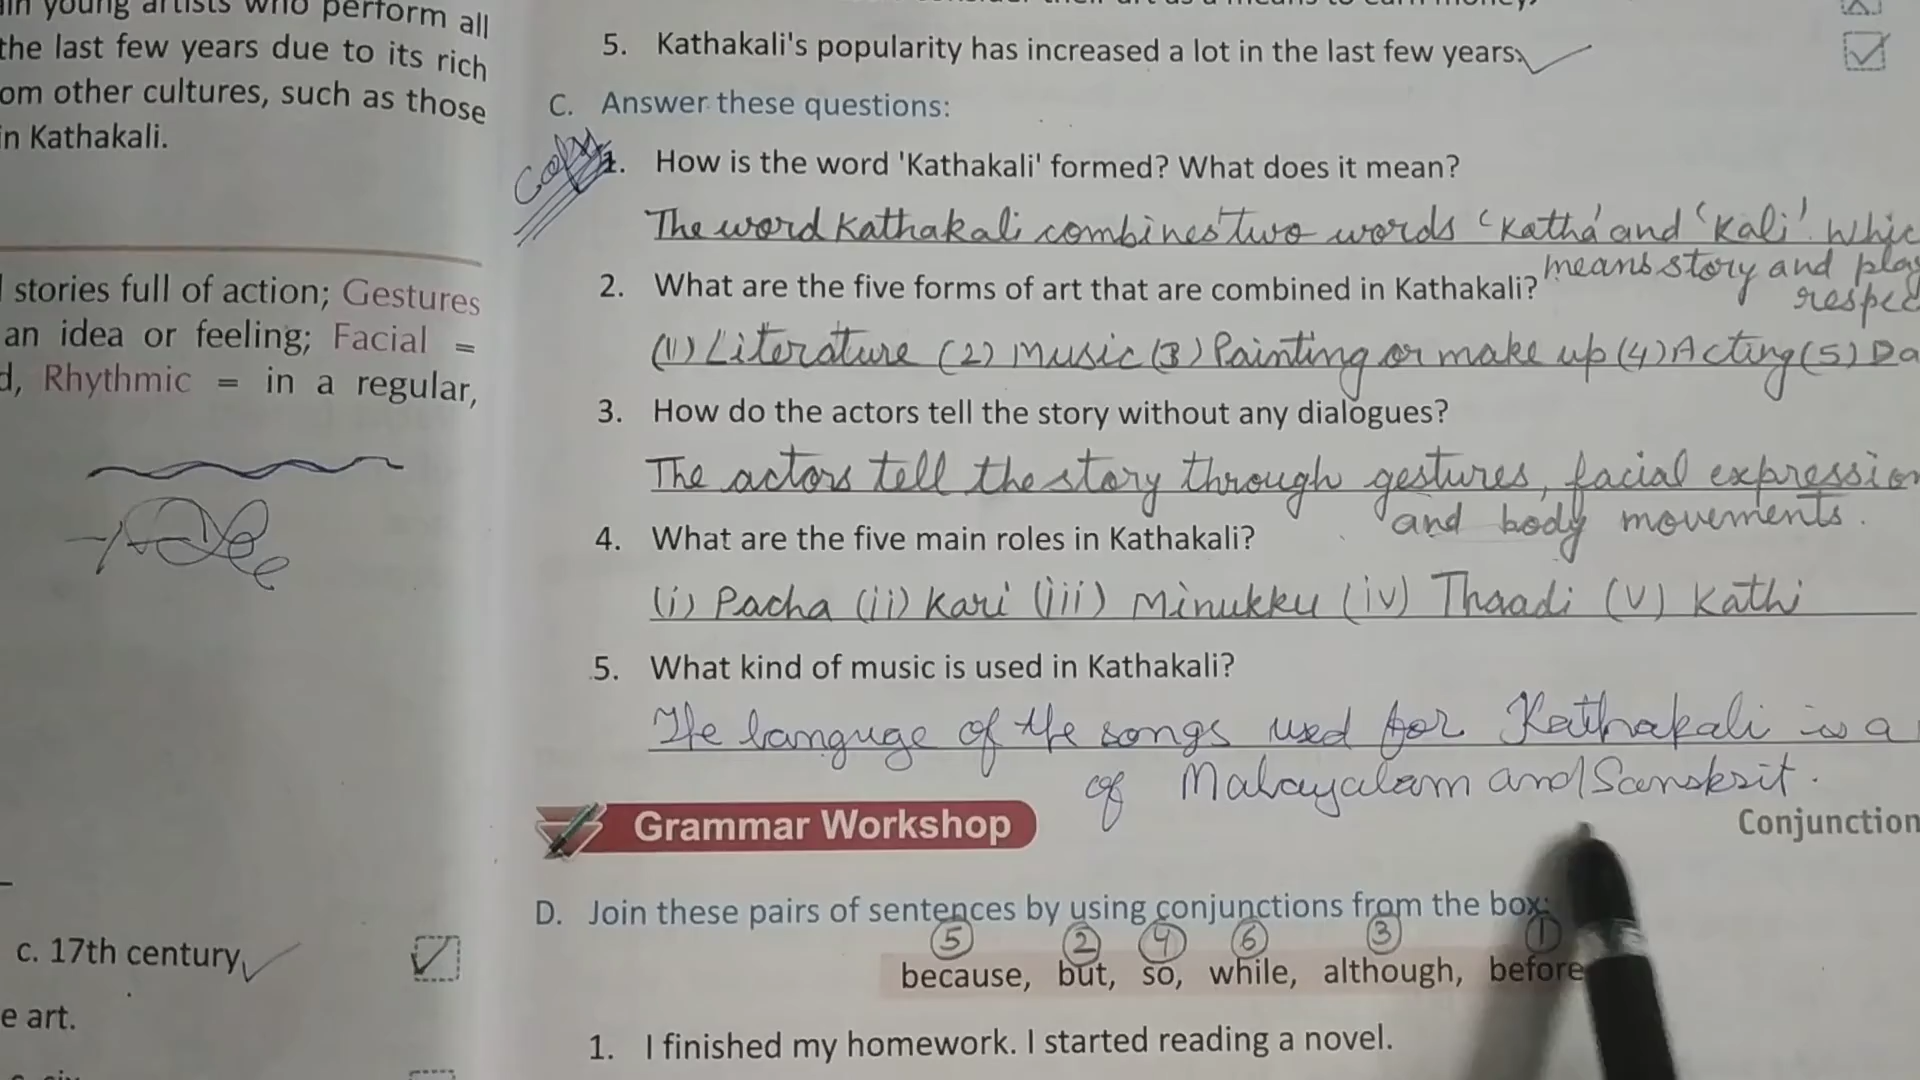 in young artists who perform all
the last few years due to its rich
om other cultures, such as those
in Kathakali.
stories full of action; Gestures
an idea or feeling; Facial =
d, Rhythmic = in a regular,
c. 17th century
e art.
5. Kathakali's popularity has increased a lot in the last few years.
C. Answer these questions:
Copy
1. How is the word 'Kathakali' formed? What does it mean?
The word Kathakali combines two words 'Katha' and 'Kali'. Whic
means story and play
respec
2. What are the five forms of art that are combined in Kathakali?
(1) Literature (2) Music (3) Painting or make up (4) Acting (5) Da
3. How do the actors tell the story without any dialogues?
The actors tell the story through gestures, facial expression
and body movements.
4. What are the five main roles in Kathakali?
(i) Pacha (ii) Kari (iii) Minukku (iv) Thaadi (v) Kathi
5. What kind of music is used in Kathakali?
The languge of the songs used for Kathakali is a
of Malayalam and Sanskrit.
Grammar Workshop
Conjunction
D. Join these pairs of sentences by using conjunctions from the box:
5 2 4 6 3 1
because, but, so, while, although, before
1. I finished my homework. I started reading a novel.